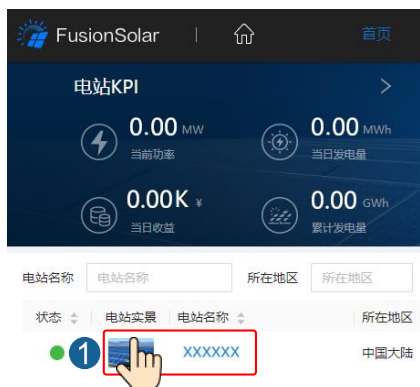 FusionSolar 首页
电站KPI >
0.00 MW 0.00 MWh
当前功率 当日发电量
0.00K ¥ 0.00 GWh
当日收益 累计发电量
电站名称 电站名称 所在地区 所在地区
状态 电站实景 电站名称 所在地区
1 XXXXXX 中国大陆